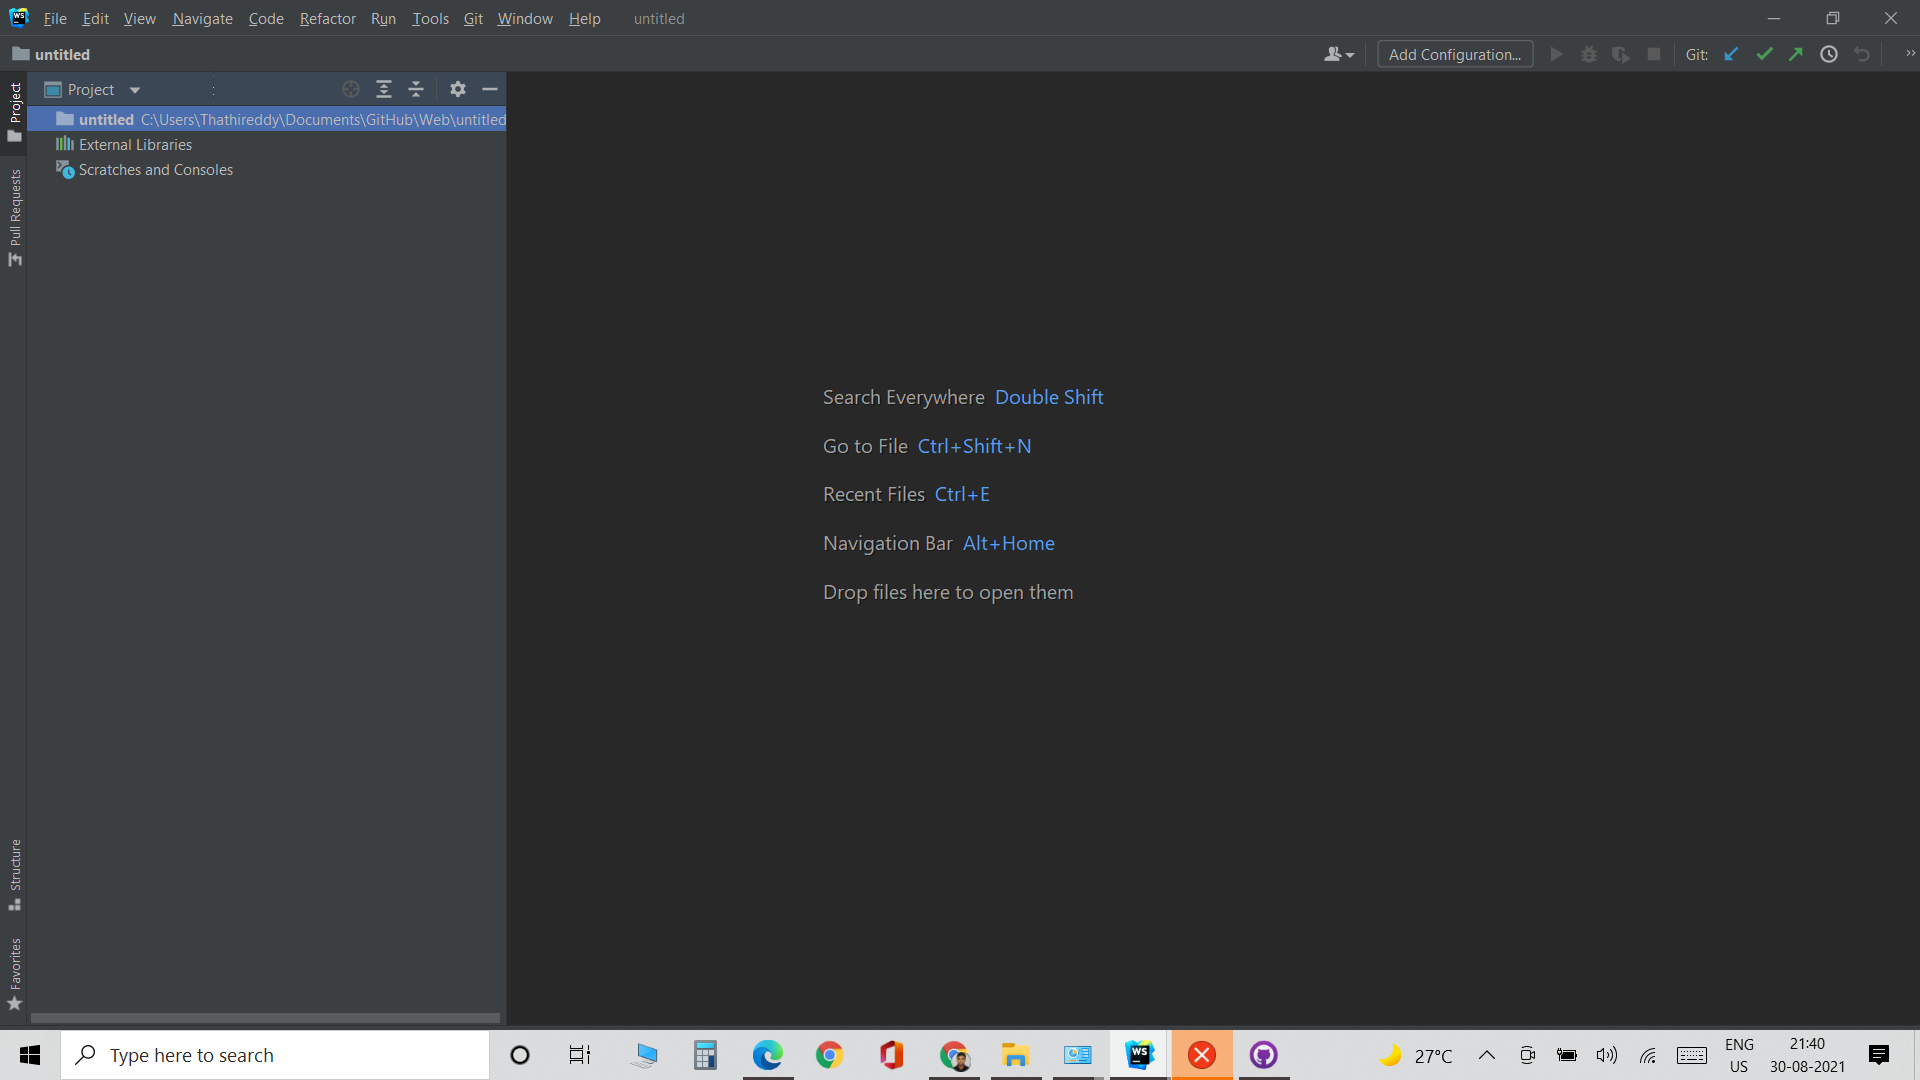 File Edit View Navigate Code Refactor Run Tools Git Window Help untitled
untitled
Add Configuration...
Git:
Project
untitled C:\Users\Thathireddy\Documents\GitHub\Web\untitled
External Libraries
Scratches and Consoles
Project
Pull Requests
Structure
Favorites
Search Everywhere Double Shift
Go to File Ctrl+Shift+N
Recent Files Ctrl+E
Navigation Bar Alt+Home
Drop files here to open them
Type here to search
WS
27°C
ENG
US
21:40
30-08-2021